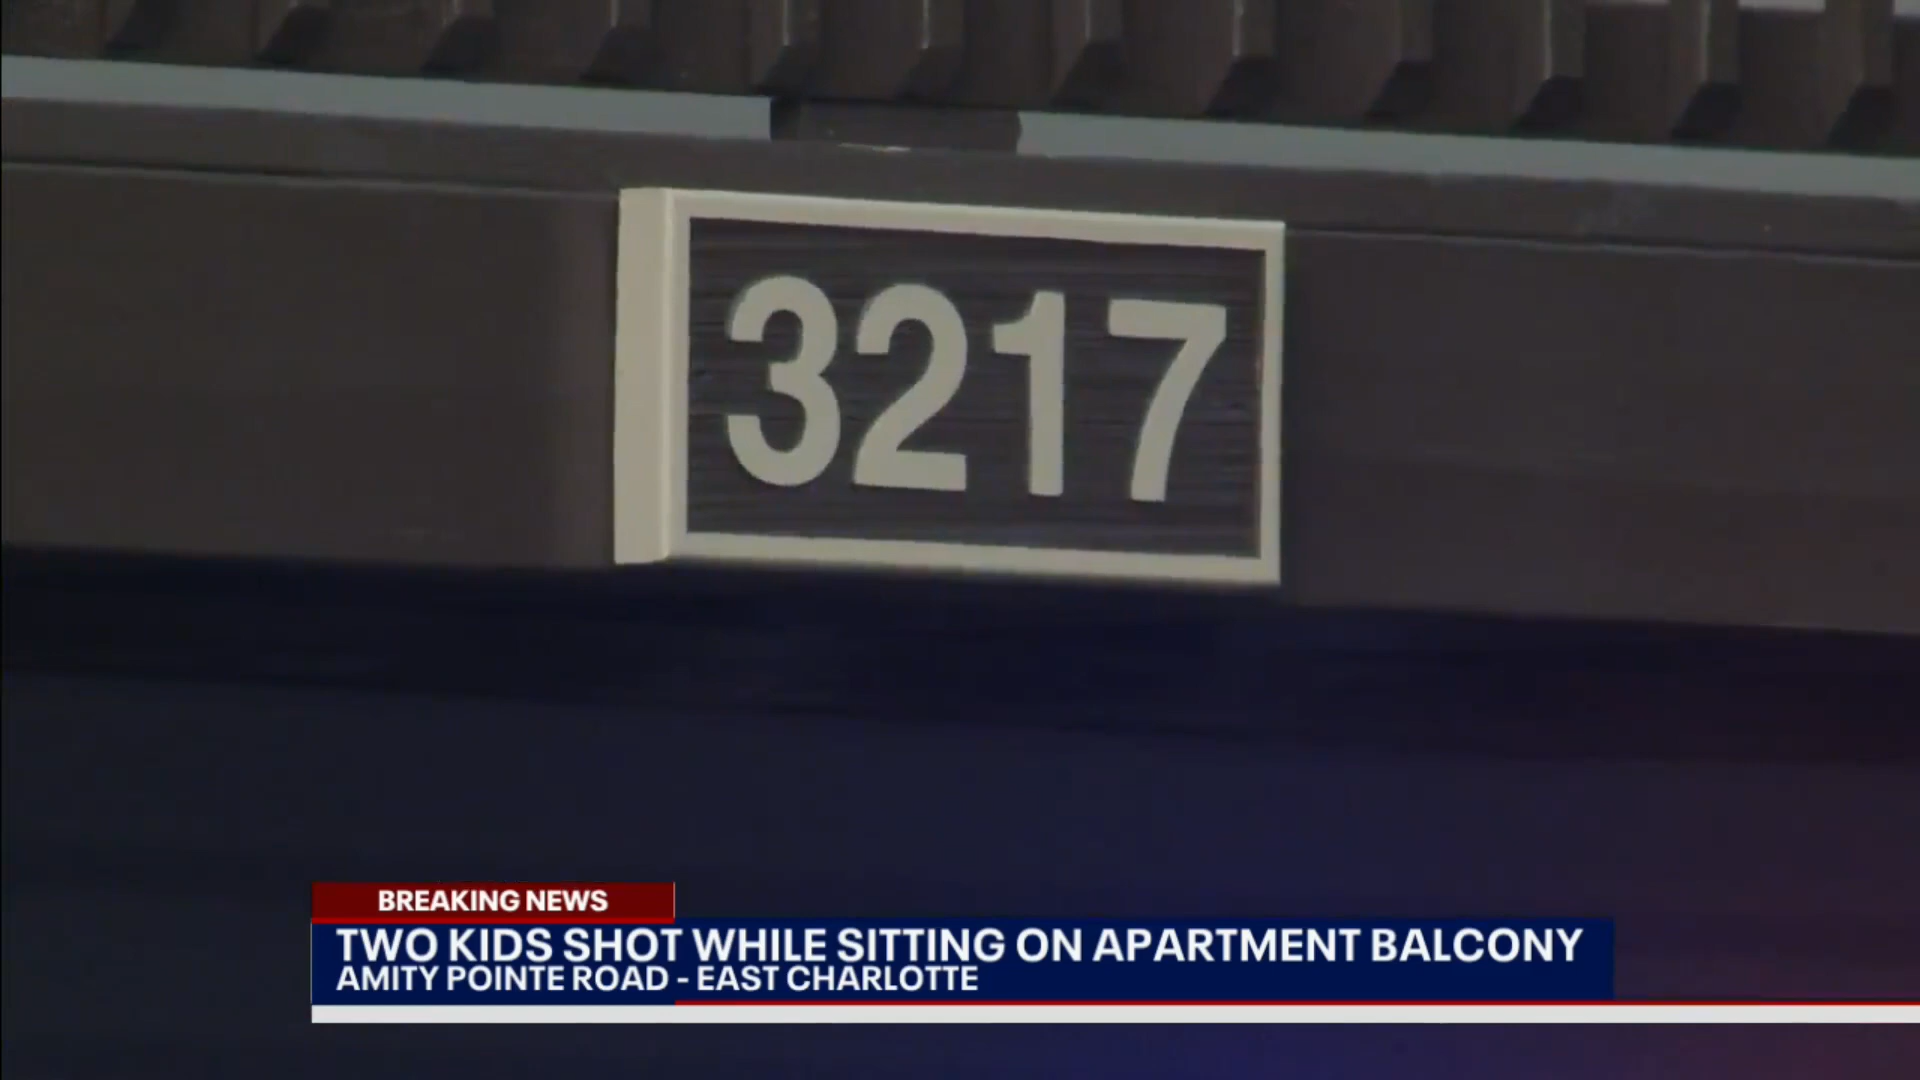 3217
BREAKING NEWS
TWO KIDS SHOT WHILE SITTING ON APARTMENT BALCONY
AMITY POINTE ROAD - EAST CHARLOTTE